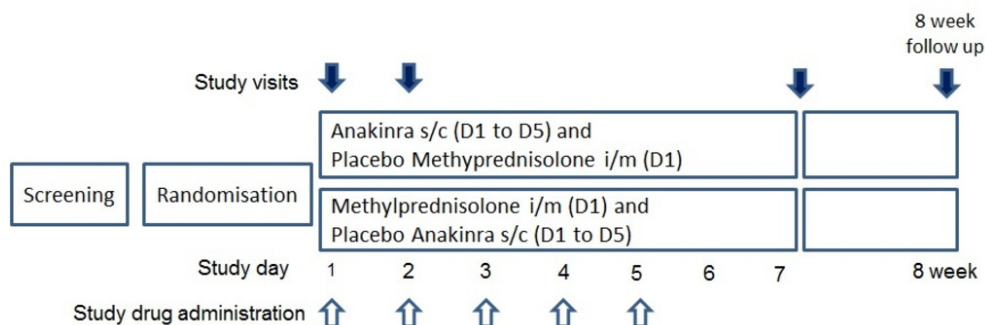 8 week
follow up
Study visits
Anakinra s/c (D1 to D5) and
Placebo Methyprednisolone i/m (D1)
Screening
Randomisation
Methylprednisolone i/m (D1) and
Placebo Anakinra s/c (D1 to D5)
Study day 1 2 3 4 5 6 7 8 week
Study drug administration